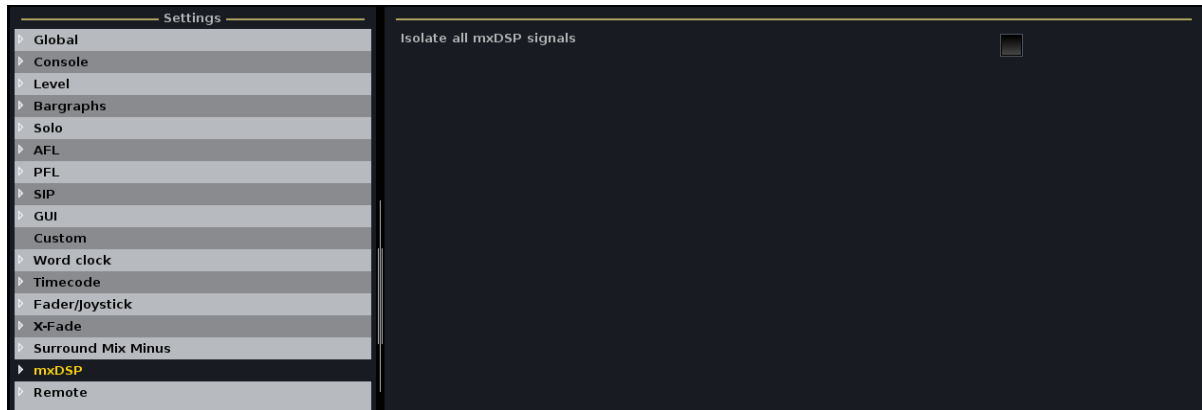 Settings
Global
Console
Level
Bargraphs
Solo
AFL
PFL
SIP
GUI
Custom
Word clock
Timecode
Fader/Joystick
X-Fade
Surround Mix Minus
mxDSP
Remote
Isolate all mxDSP signals